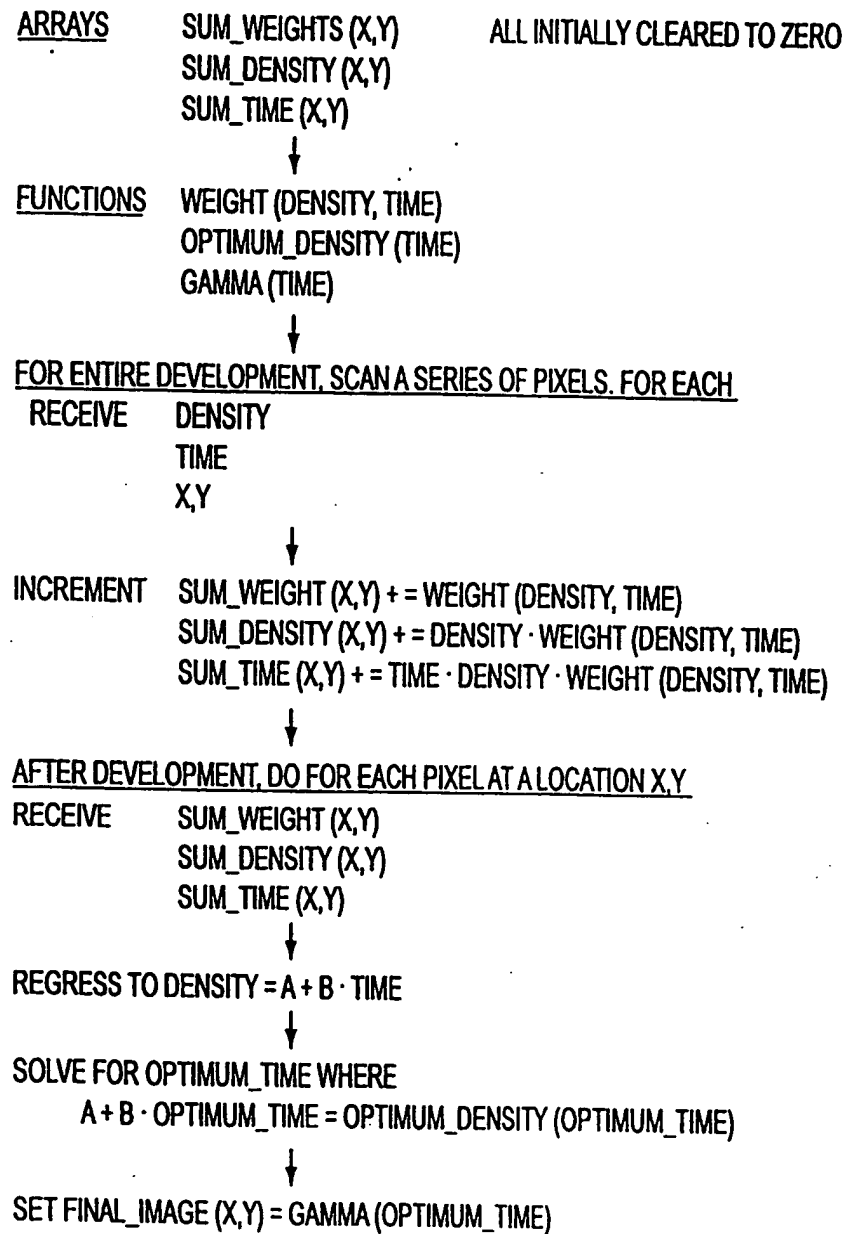 ARRAYS SUM_WEIGHTS (X,Y) ALL INITIALLY CLEARED TO ZERO
SUM_DENSITY (X,Y)
SUM_TIME (X,Y)
FUNCTIONS WEIGHT (DENSITY, TIME)
OPTIMUM_DENSITY (TIME)
GAMMA (TIME)
FOR ENTIRE DEVELOPMENT, SCAN A SERIES OF PIXELS. FOR EACH
RECEIVE DENSITY
TIME
X,Y
INCREMENT SUM_WEIGHT (X,Y) + = WEIGHT (DENSITY, TIME)
SUM_DENSITY (X,Y) + = DENSITY · WEIGHT (DENSITY, TIME)
SUM_TIME (X,Y) + = TIME · DENSITY · WEIGHT (DENSITY, TIME)
AFTER DEVELOPMENT, DO FOR EACH PIXEL AT A LOCATION X,Y
RECEIVE SUM_WEIGHT (X,Y)
SUM_DENSITY (X,Y)
SUM_TIME (X,Y)
REGRESS TO DENSITY = A + B · TIME
SOLVE FOR OPTIMUM_TIME WHERE
A + B · OPTIMUM_TIME = OPTIMUM_DENSITY (OPTIMUM_TIME)
SET FINAL_IMAGE (X,Y) = GAMMA (OPTIMUM_TIME)